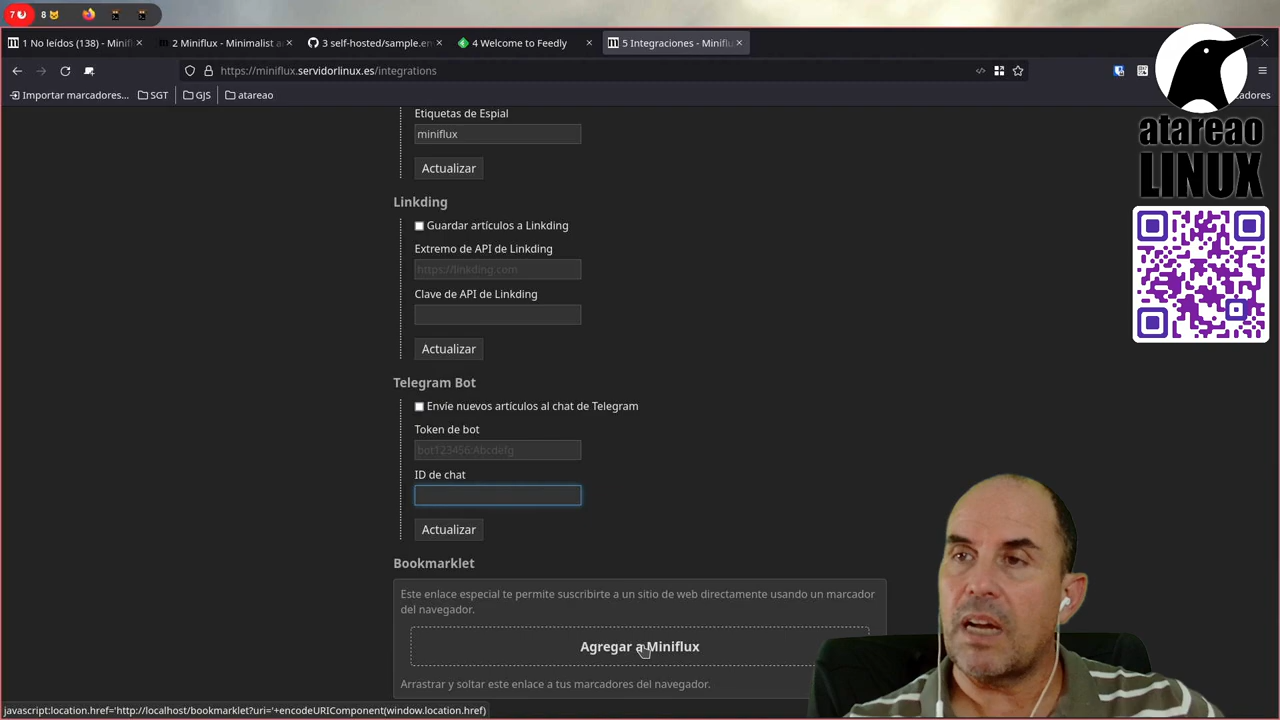 7
8
1 No leídos (138) - Minifl
2 Miniflux - Minimalist a
3 self-hosted/sample.en
4 Welcome to Feedly
5 Integraciones - Miniflu
https://miniflux.servidorlinux.es/integrations
Importar marcadores...
SGT
GJS
atareao
cadores
atareao
LINUX
Etiquetas de Espial
miniflux
Actualizar
Linkding
Guardar artículos a Linkding
Extremo de API de Linkding
https://linkding.com
Clave de API de Linkding
Actualizar
Telegram Bot
Envíe nuevos artículos al chat de Telegram
Token de bot
bot123456:Abcdefg
ID de chat
Actualizar
Bookmarklet
Este enlace especial te permite suscribirte a un sitio de web directamente usando un marcador
del navegador.
Agregar a Miniflux
Arrastrar y soltar este enlace a tus marcadores del navegador.
javascript:location.href='http://localhost/bookmarklet?uri='+encodeURIComponent(window.location.href)